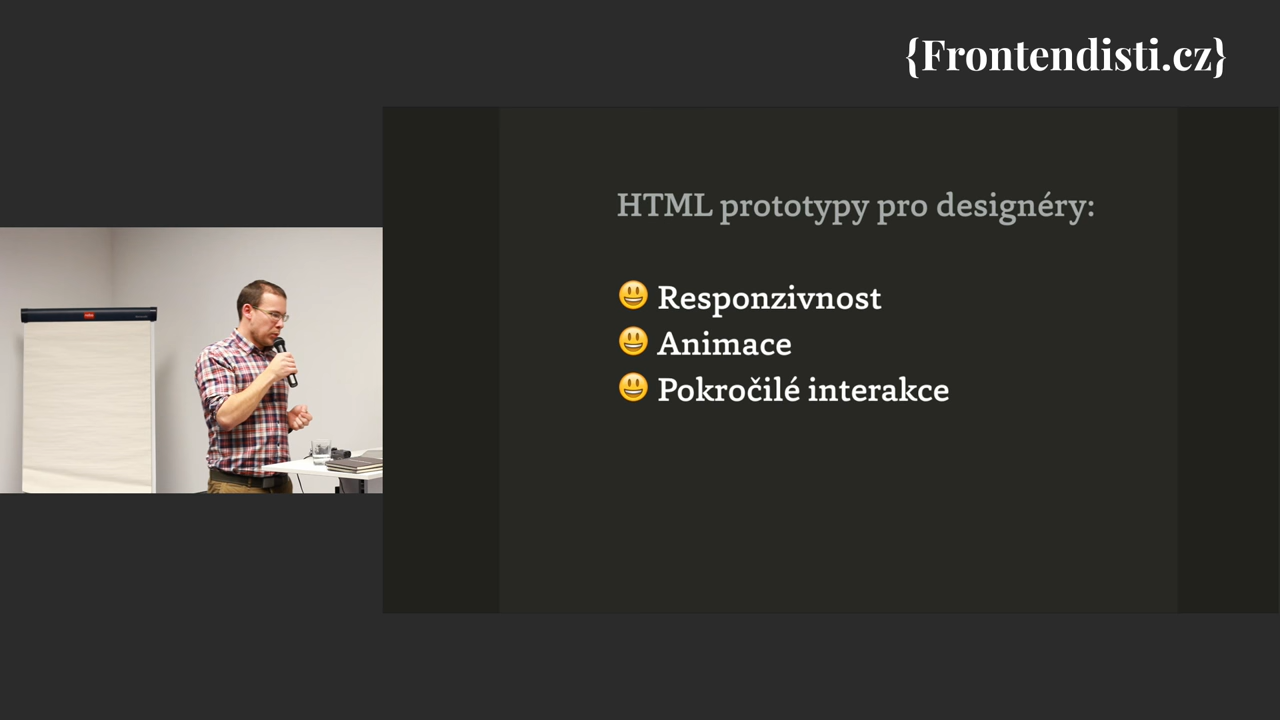 {Frontendisti.cz}
HTML prototypy pro designéry:
😃 Responzivnost
😃 Animace
😃 Pokročilé interakce